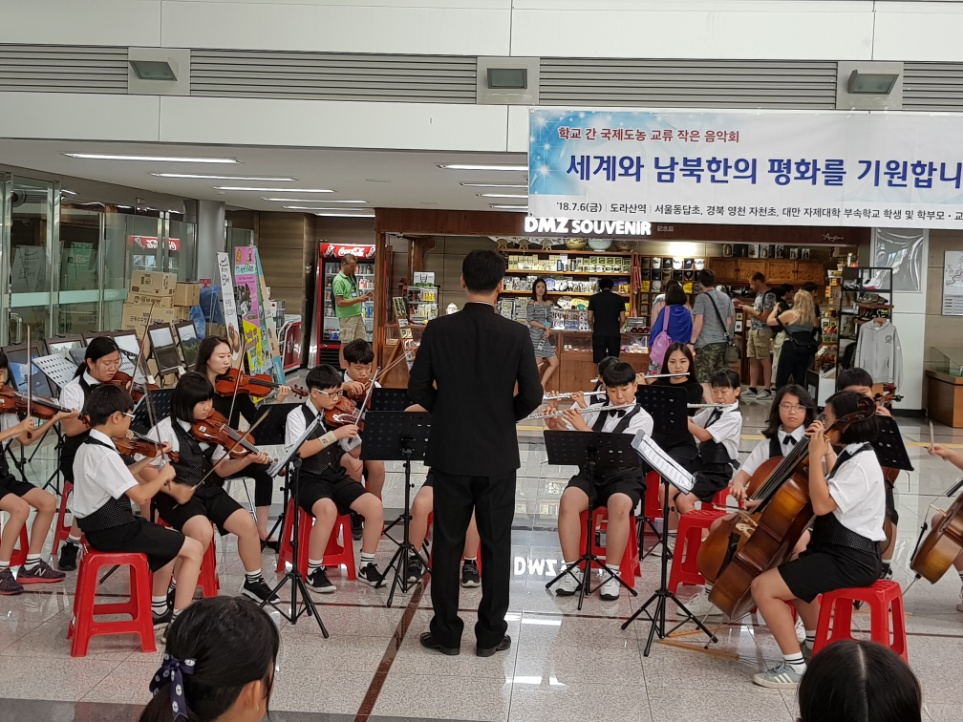 학교 간 국제도농 교류 작은 음악회
세계와 남북한의 평화를 기원합니
'18.7.6(금) | 도라산역 | 서울동답초, 경북 영천 자천초, 대만 자제대학 부속학교 학생 및 학부모·교
DMZ SOUVENIR
Coca-Cola